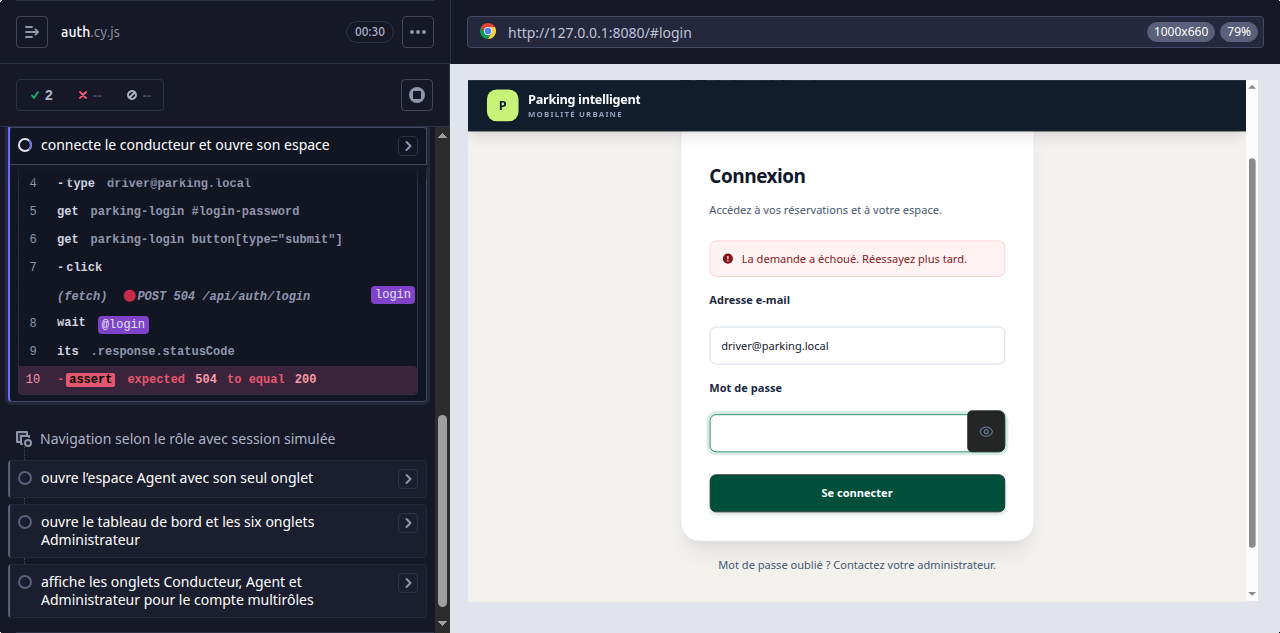 auth.cy.js
00:30
2
--
--
connecte le conducteur et ouvre son espace
4 -type driver@parking.local
5 get parking-login #login-password
6 get parking-login button[type="submit"]
7 -click
(fetch) POST 504 /api/auth/login login
8 wait @login
9 its .response.statusCode
10 -assert expected 504 to equal 200
Navigation selon le rôle avec session simulée
ouvre l'espace Agent avec son seul onglet
ouvre le tableau de bord et les six onglets
Administrateur
affiche les onglets Conducteur, Agent et
Administrateur pour le compte multirôles
http://127.0.0.1:8080/#login
1000x660
79%
P
Parking intelligent
MOBILITÉ URBAINE
Connexion
Accédez à vos réservations et à votre espace.
La demande a échoué. Réessayez plus tard.
Adresse e-mail
driver@parking.local
Mot de passe
Se connecter
Mot de passe oublié ? Contactez votre administrateur.